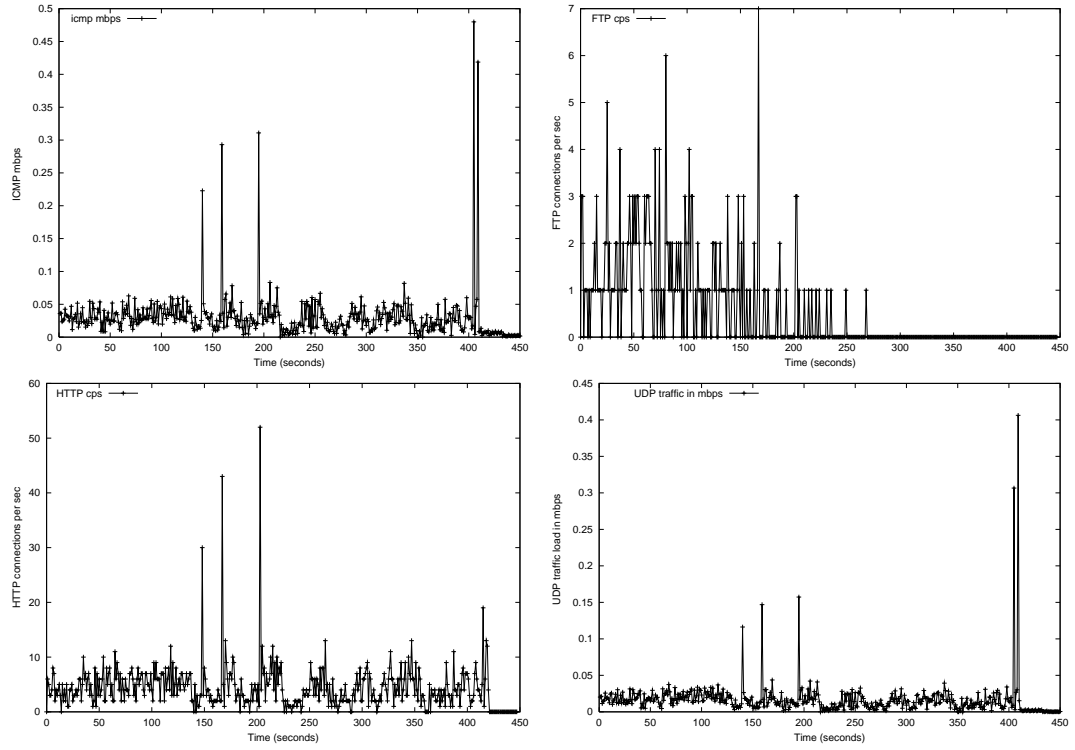 icmp mbps
0.5
0.45
0.4
0.35
0.3
0.25
0.2
0.15
0.1
0.05
0
ICMP mbps
0 50 100 150 200 250 300 350 400 450
Time (seconds)
FTP cps
7
6
5
4
3
2
1
0
FTP connections per sec
0 50 100 150 200 250 300 350 400 450
Time (seconds)
HTTP cps
60
50
40
30
20
10
0
HTTP connections per sec
0 50 100 150 200 250 300 350 400 450
Time (seconds)
UDP traffic in mbps
0.45
0.4
0.35
0.3
0.25
0.2
0.15
0.1
0.05
0
UDP traffic load in mbps
0 50 100 150 200 250 300 350 400 450
Time (seconds)